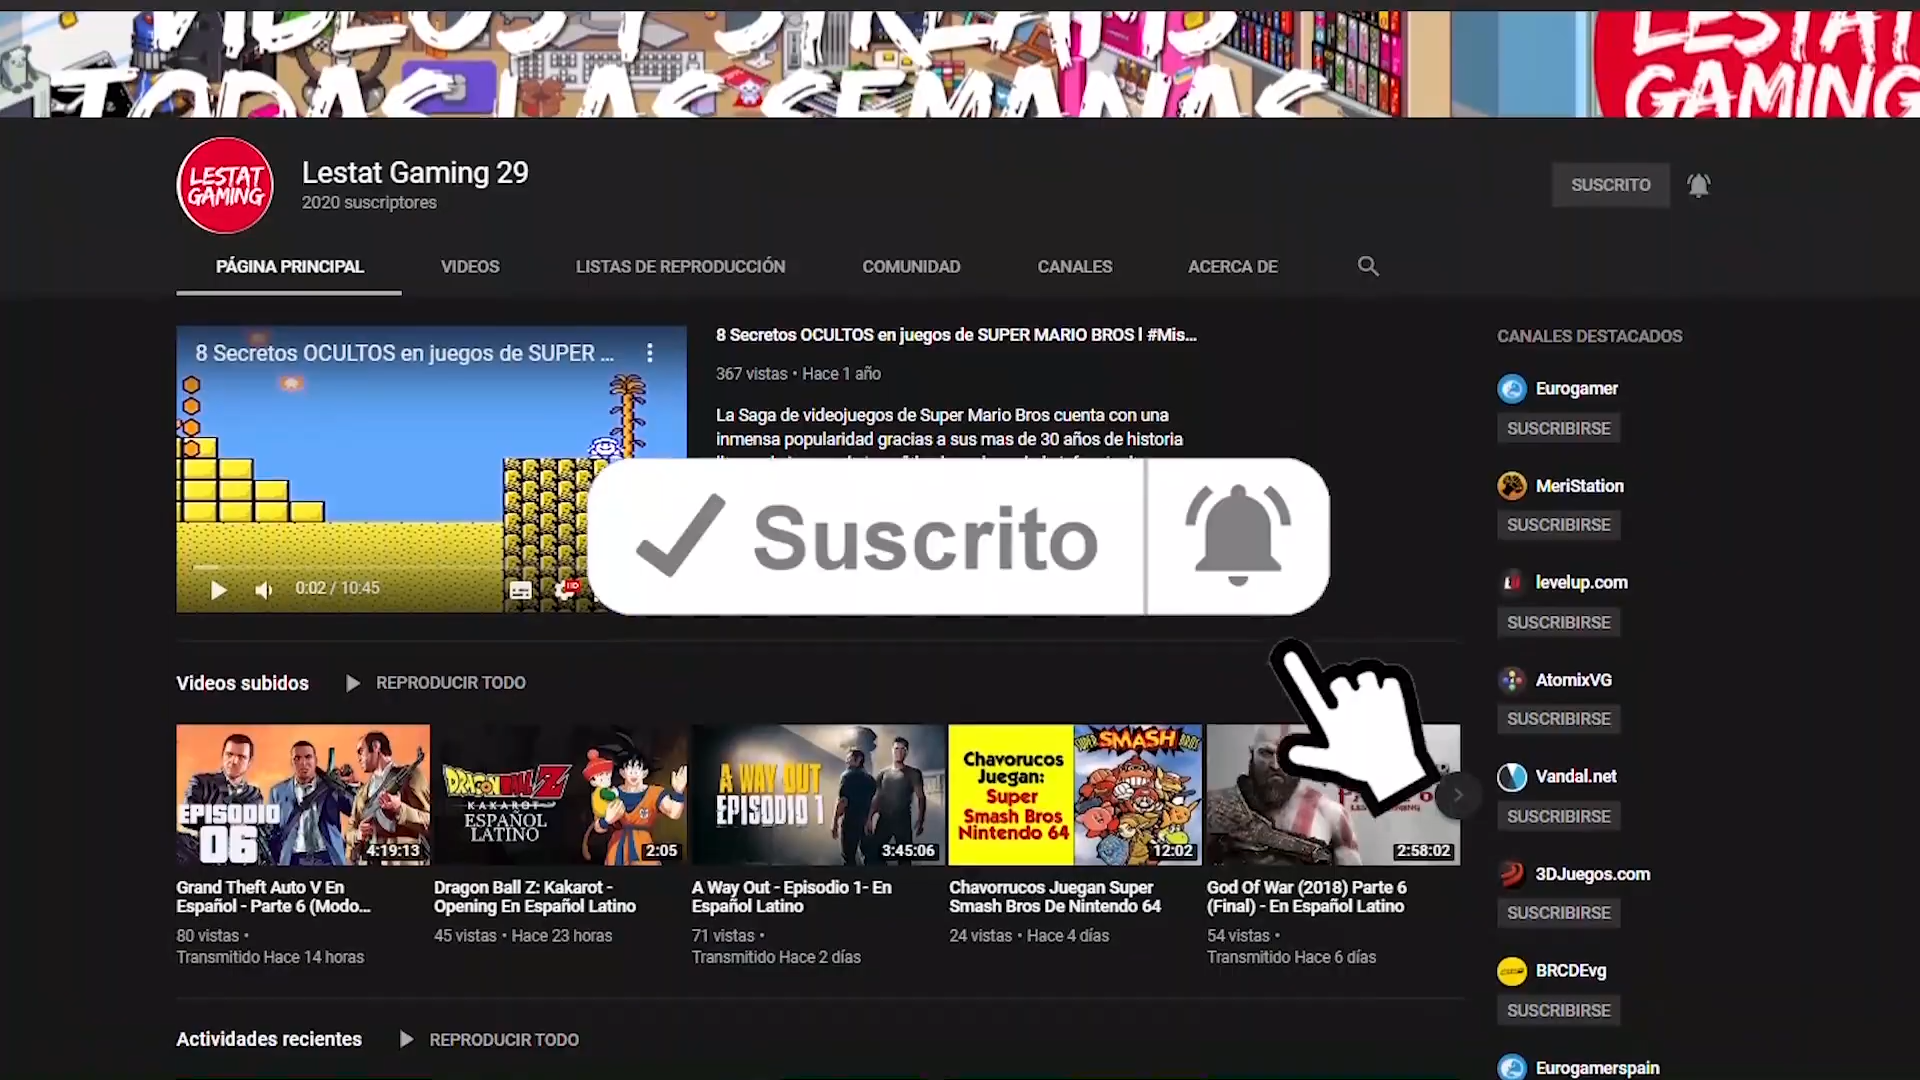 VIDEOS Y STREAMS
TODAS LAS SEMANAS
LESTAT
GAMING
LESTAT
GAMING
Lestat Gaming 29
2020 suscriptores
SUSCRITO
PÁGINA PRINCIPAL
VIDEOS
LISTAS DE REPRODUCCIÓN
COMUNIDAD
CANALES
ACERCA DE
8 Secretos OCULTOS en juegos de SUPER ...
0:02 / 10:45
HD
8 Secretos OCULTOS en juegos de SUPER MARIO BROS l #Mis...
367 vistas • Hace 1 año
La Saga de videojuegos de Super Mario Bros cuenta con una
inmensa popularidad gracias a sus mas de 30 años de historia
Suscrito
Videos subidos
REPRODUCIR TODO
EPISODIO
06
4:19:13
Grand Theft Auto V En
Español - Parte 6 (Modo...
80 vistas •
Transmitido Hace 14 horas
DRAGON BALL Z
KAKAROT
ESPAÑOL
LATINO
2:05
Dragon Ball Z: Kakarot -
Opening En Español Latino
45 vistas • Hace 23 horas
A WAY OUT
EPISODIO 1
3:45:06
A Way Out - Episodio 1- En
Español Latino
71 vistas •
Transmitido Hace 2 días
Chavorucos
Juegan:
Super
Smash Bros
Nintendo 64
SUPER SMASH BROS
12:02
Chavorrucos Juegan Super
Smash Bros De Nintendo 64
24 vistas • Hace 4 días
2:58:02
God Of War (2018) Parte 6
(Final) - En Español Latino
54 vistas •
Transmitido Hace 6 días
Actividades recientes
REPRODUCIR TODO
CANALES DESTACADOS
Eurogamer
SUSCRIBIRSE
MeriStation
SUSCRIBIRSE
levelup.com
SUSCRIBIRSE
AtomixVG
SUSCRIBIRSE
Vandal.net
SUSCRIBIRSE
3DJuegos.com
SUSCRIBIRSE
BRCDEvg
SUSCRIBIRSE
Eurogamerspain